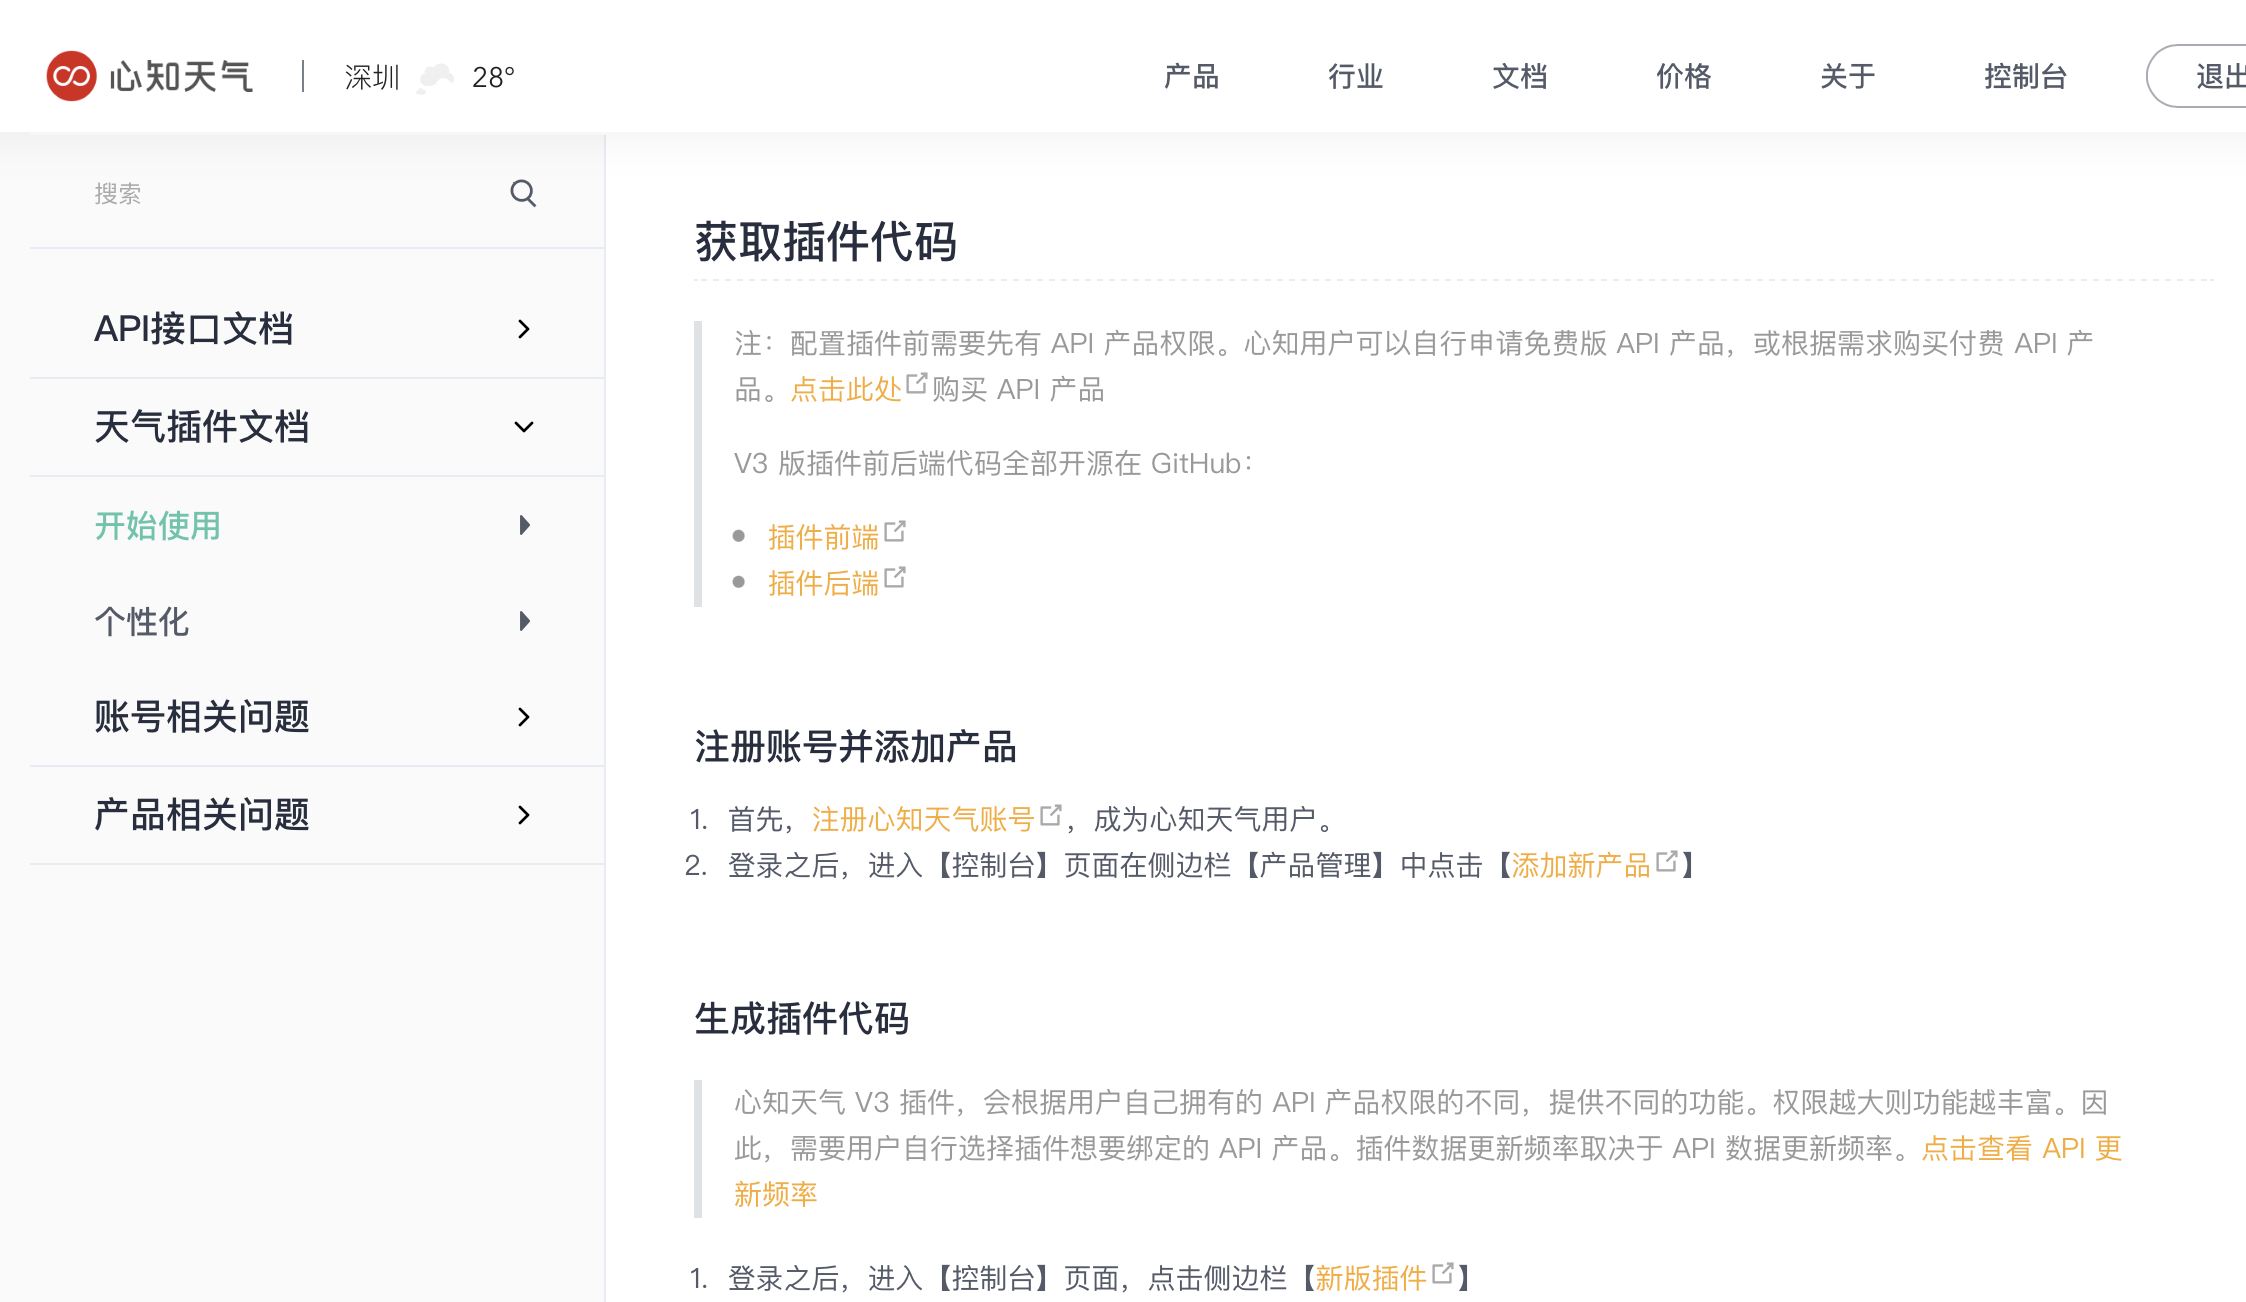 心知天气
深圳 28°
产品 行业 文档 价格 关于 控制台 退出
搜索
API接口文档
天气插件文档
开始使用
个性化
账号相关问题
产品相关问题
获取插件代码
注：配置插件前需要先有 API 产品权限。心知用户可以自行申请免费版 API 产品，或根据需求购买付费 API 产
品。点击此处购买 API 产品
V3 版插件前后端代码全部开源在 GitHub：
插件前端
插件后端
注册账号并添加产品
1. 首先，注册心知天气账号，成为心知天气用户。
2. 登录之后，进入【控制台】页面在侧边栏【产品管理】中点击【添加新产品】
生成插件代码
心知天气 V3 插件，会根据用户自己拥有的 API 产品权限的不同，提供不同的功能。权限越大则功能越丰富。因
此，需要用户自行选择插件想要绑定的 API 产品。插件数据更新频率取决于 API 数据更新频率。点击查看 API 更
新频率
1. 登录之后，进入【控制台】页面，点击侧边栏【新版插件】